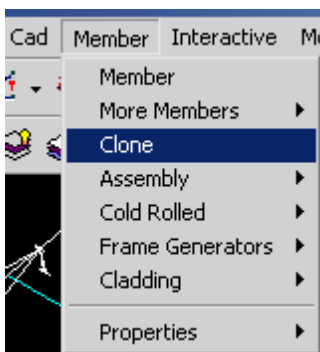 Cad Member Interactive
Member
More Members
Clone
Assembly
Cold Rolled
Frame Generators
Cladding
Properties